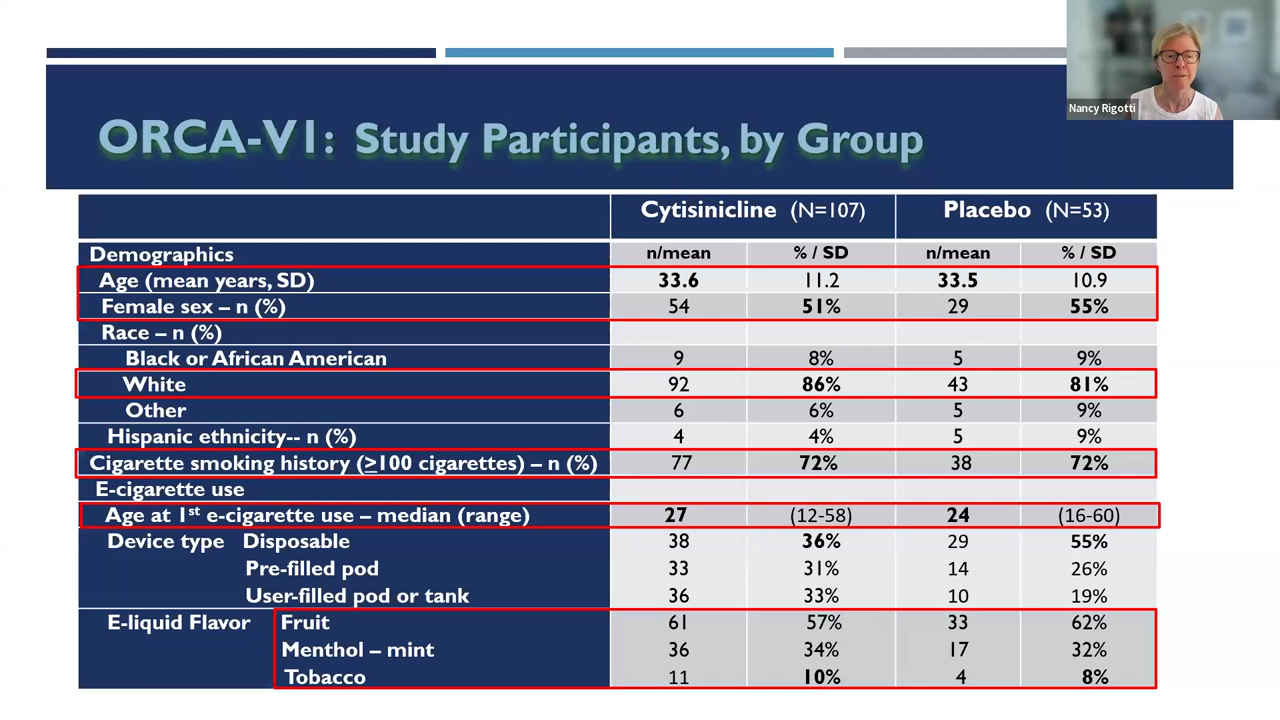 Nancy Rigotti
ORCA-V1: Study Participants, by Group
Cytisinicline (N=107) Placebo (N=53)
Demographics n/mean % / SD n/mean % / SD
Age (mean years, SD) 33.6 11.2 33.5 10.9
Female sex – n (%) 54 51% 29 55%
Race – n (%)
Black or African American 9 8% 5 9%
White 92 86% 43 81%
Other 6 6% 5 9%
Hispanic ethnicity-- n (%) 4 4% 5 9%
Cigarette smoking history (≥100 cigarettes) – n (%) 77 72% 38 72%
E-cigarette use
Age at 1st e-cigarette use – median (range) 27 (12-58) 24 (16-60)
Device type Disposable 38 36% 29 55%
Pre-filled pod 33 31% 14 26%
User-filled pod or tank 36 33% 10 19%
E-liquid Flavor Fruit 61 57% 33 62%
Menthol – mint 36 34% 17 32%
Tobacco 11 10% 4 8%